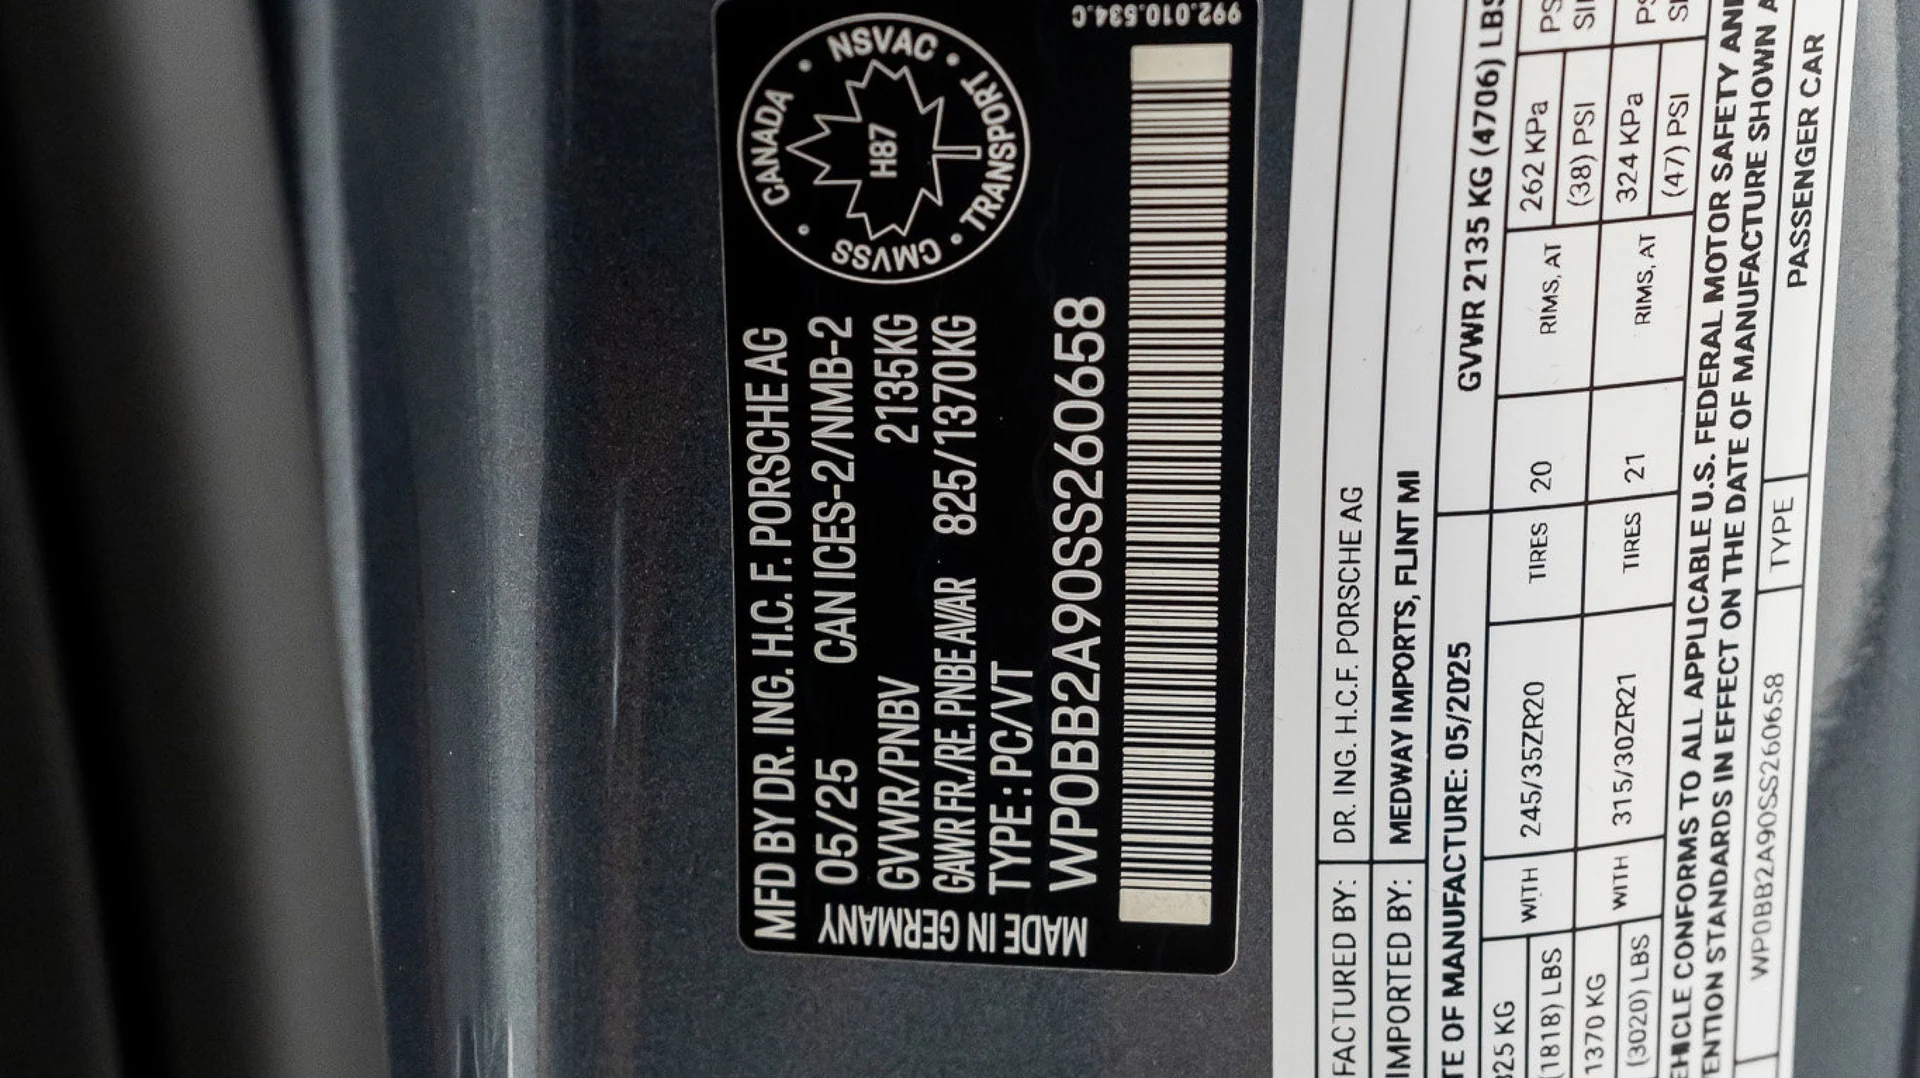 MFD BY DR. ING. H.C. F. PORSCHE AG
05/25 CAN ICES-2/NMB-2
GVWR/PNBV 2135KG
GAWR FR./RE.PNBE AV/AR 825/1370KG
TYPE: PC/VT
WP0BB2A90SS260658
MADE IN GERMANY
CANADA • NSVAC • TRANSPORT • CMVSS •
H87
992.010.534.C
FACTURED BY: DR. ING. H.C.F. PORSCHE AG
IMPORTED BY: MEDWAY IMPORTS, FLINT MI
TE OF MANUFACTURE: 05/2025 GVWR 2135 KG (4706) LBS
825 KG
(1818) LBS
WITH 245/35ZR20 TIRES 20 RIMS, AT 262 KPa
(38) PSI
1370 KG
(3020) LBS
WITH 315/30ZR21 TIRES 21 RIMS, AT 324 KPa
(47) PSI
EHICLE CONFORMS TO ALL APPLICABLE U.S. FEDERAL MOTOR SAFETY AND
ENTION STANDARDS IN EFFECT ON THE DATE OF MANUFACTURE SHOWN A
WP0BB2A90SS260658 TYPE PASSENGER CAR